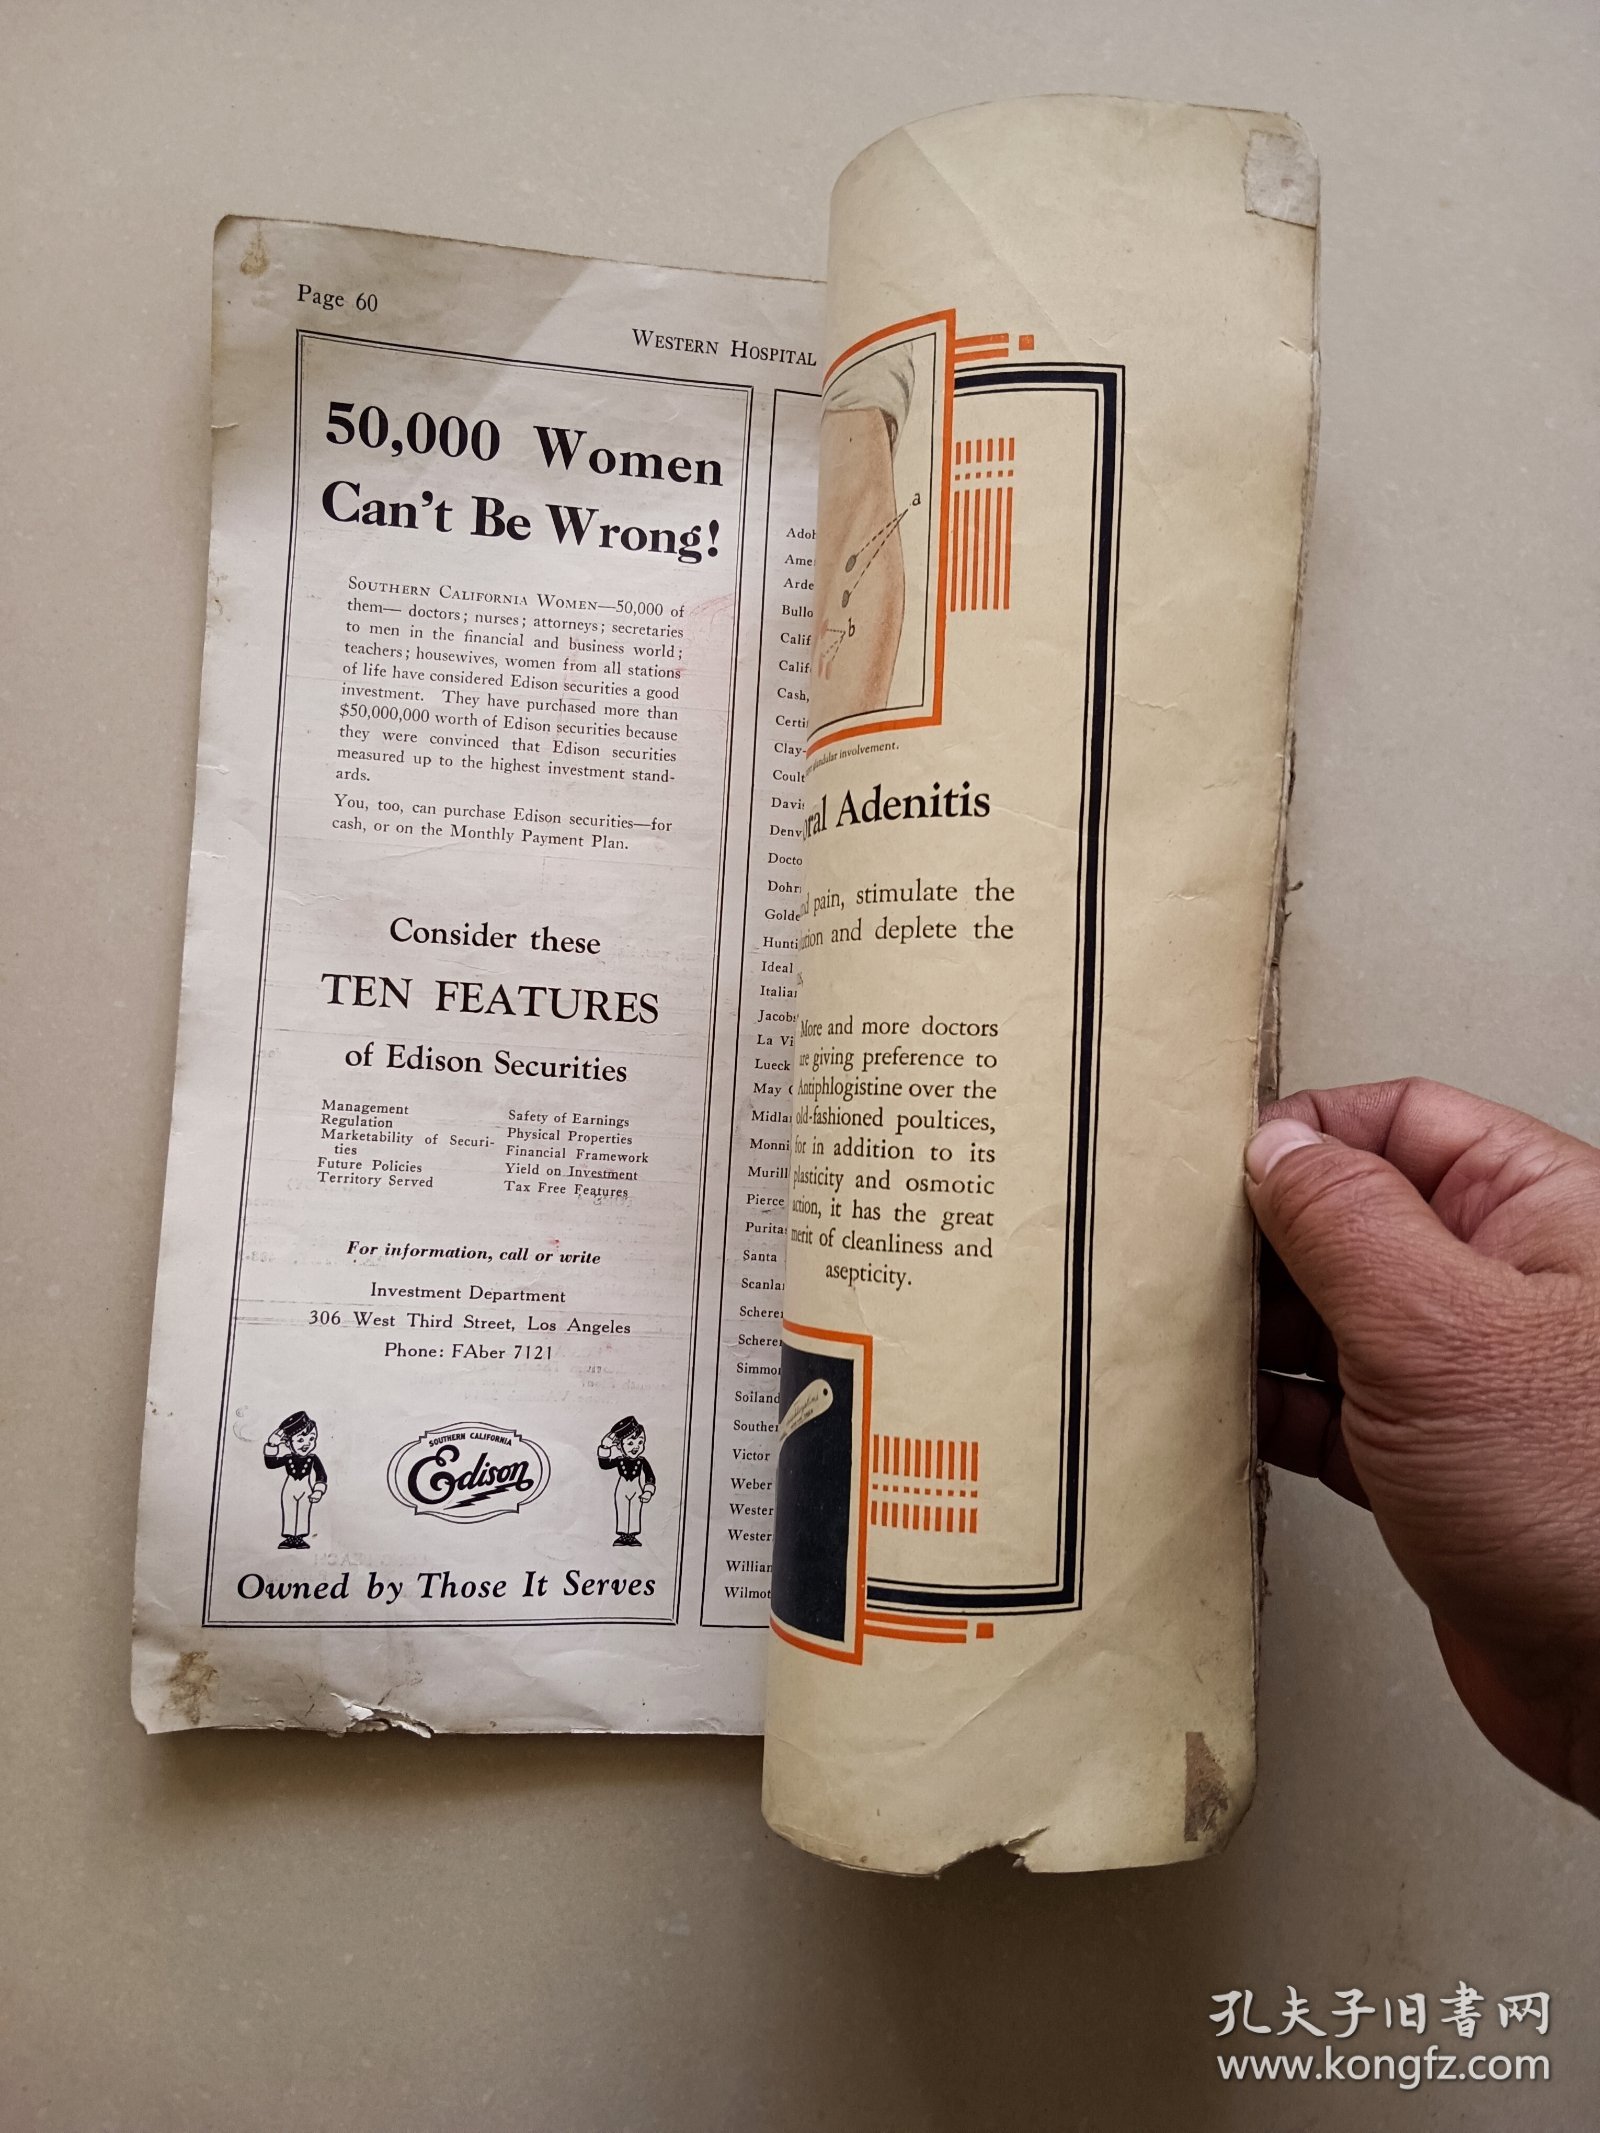 Page 60
WESTERN HOSPITAL
50,000 Women
Can't Be Wrong!
SOUTHERN CALIFORNIA WOMEN—50,000 of
them— doctors; nurses; attorneys; secretaries
to men in the financial and business world;
teachers; housewives, women from all stations
of life have considered Edison securities a good
investment. They have purchased more than
$50,000,000 worth of Edison securities because
they were convinced that Edison securities
measured up to the highest investment stand-
ards.
You, too, can purchase Edison securities—for
cash, or on the Monthly Payment Plan.
Consider these
TEN FEATURES
of Edison Securities
Management
Regulation
Marketability of Securi-
ties
Future Policies
Territory Served
Safety of Earnings
Physical Properties
Financial Framework
Yield on Investment
Tax Free Features
For information, call or write
Investment Department
306 West Third Street, Los Angeles
Phone: FAber 7121
SOUTHERN CALIFORNIA
Edison
Owned by Those It Serves
Ideal
La Vi
Lueck
May
Pierce
Santa
Victor
Weber
a
b
glandular involvement.
Adenitis
pain, stimulate the
and deplete the
More and more doctors
giving preference to
Antiphlogistine over the
old-fashioned poultices,
for in addition to its
plasticity and osmotic
action, it has the great
merit of cleanliness and
asepticity.
孔夫子旧书网
www.kongfz.com